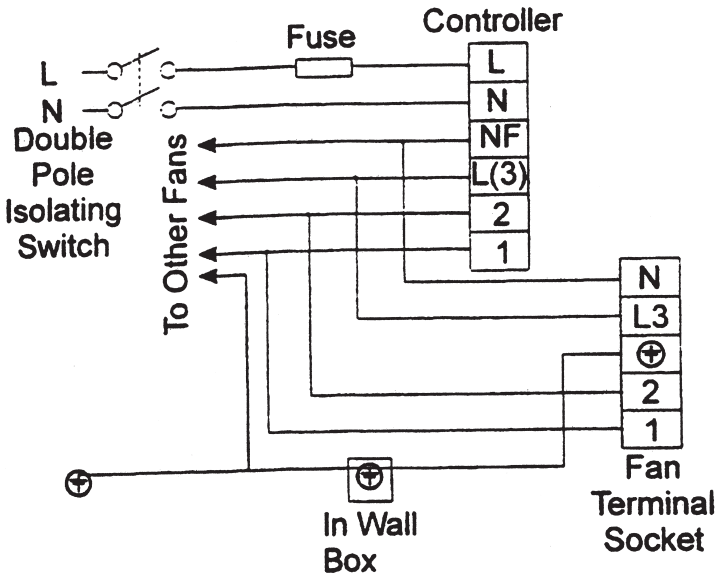 Controller
Fuse
L
L
N
N
Double
Pole
Isolating
Switch
To Other Fans
NF
L(3)
2
1
N
L3
2
1
Fan
Terminal
Socket
In Wall
Box